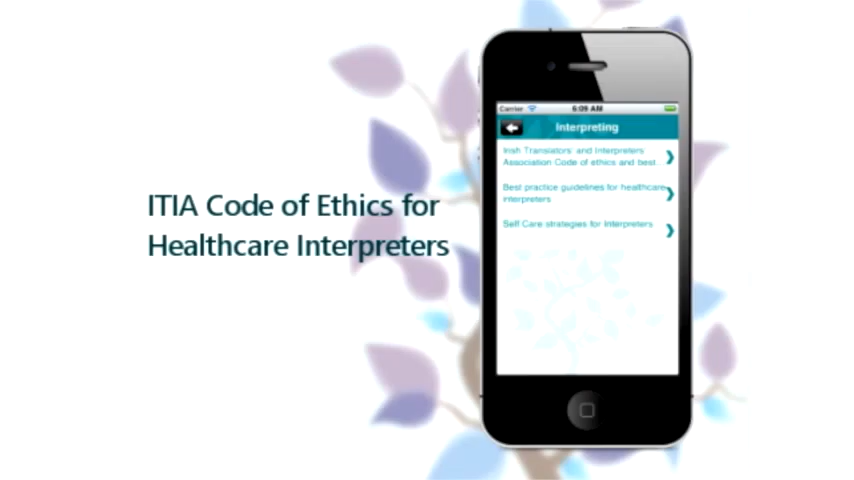 ITIA Code of Ethics for
Healthcare Interpreters
Carrier 6:09 AM
Interpreting
Irish Translators' and Interpreters'
Association Code of ethics and best...
Best practice guidelines for healthcare
interpreters
Self Care strategies for Interpreters